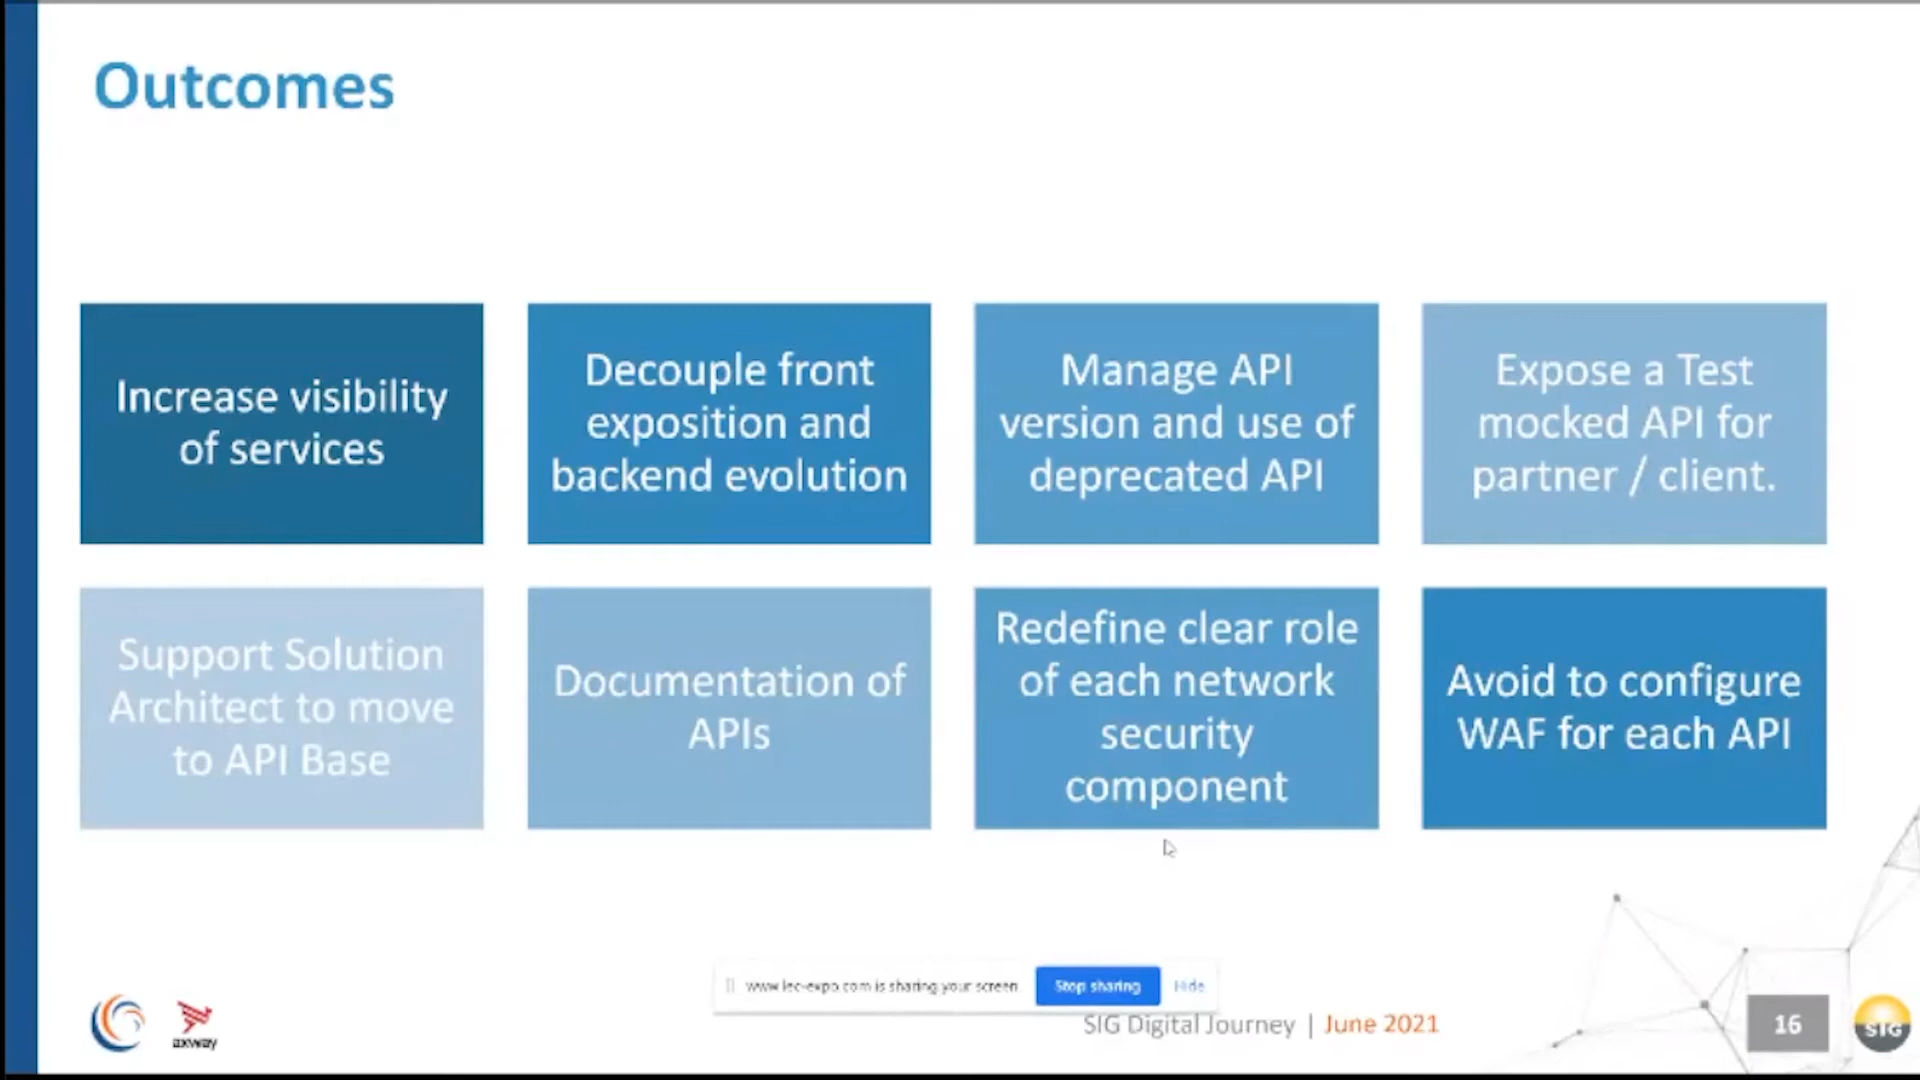 Outcomes
Increase visibility
of services
Decouple front
exposition and
backend evolution
Manage API
version and use of
deprecated API
Expose a Test
mocked API for
partner / client.
Support Solution
Architect to move
to API Base
Documentation of
APIs
Redefine clear role
of each network
security
component
Avoid to configure
WAF for each API
www.lec-expo.com is sharing your screen
Stop sharing
Hide
axway
SIG Digital Journey | June 2021
16
SIG